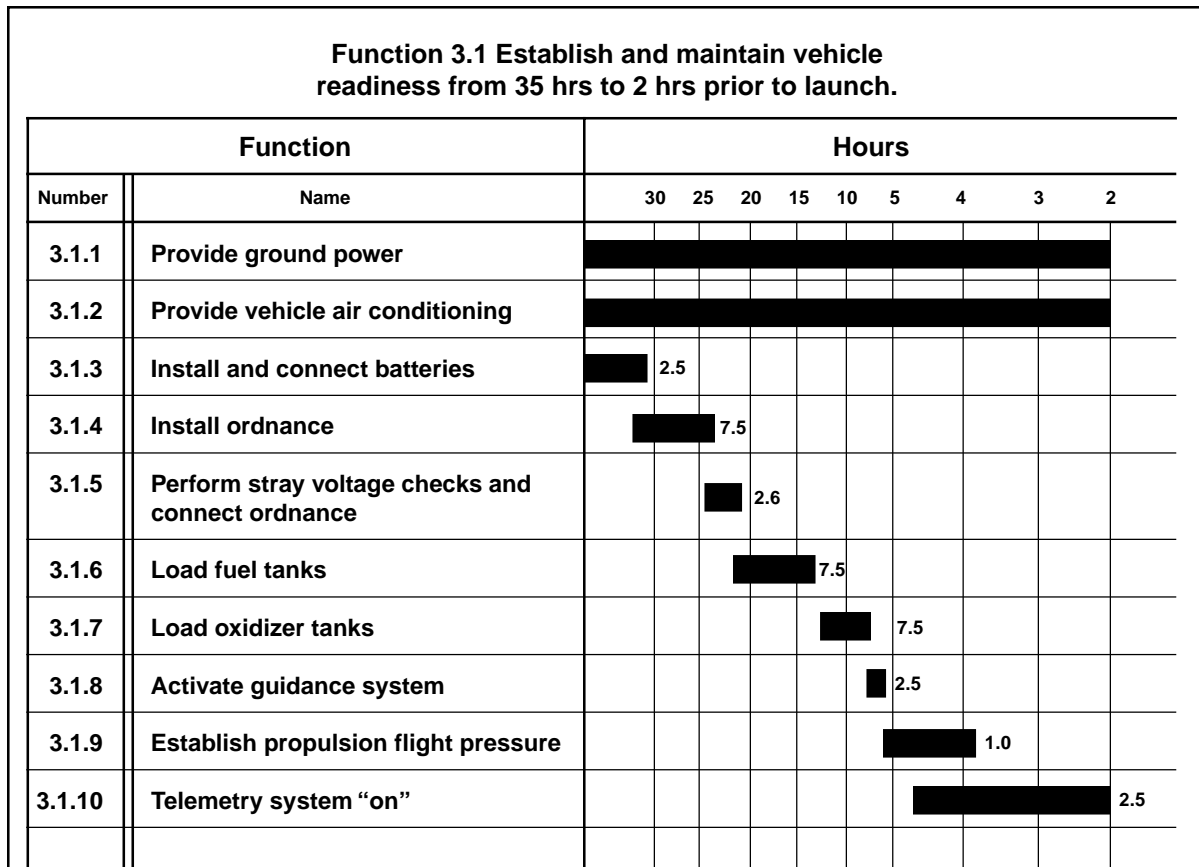 Function 3.1 Establish and maintain vehicle
readiness from 35 hrs to 2 hrs prior to launch.
Function Hours
Number Name 30 25 20 15 10 5 4 3 2
3.1.1 Provide ground power
3.1.2 Provide vehicle air conditioning
3.1.3 Install and connect batteries 2.5
3.1.4 Install ordnance 7.5
3.1.5 Perform stray voltage checks and
connect ordnance 2.6
3.1.6 Load fuel tanks 7.5
3.1.7 Load oxidizer tanks 7.5
3.1.8 Activate guidance system 2.5
3.1.9 Establish propulsion flight pressure 1.0
3.1.10 Telemetry system “on” 2.5